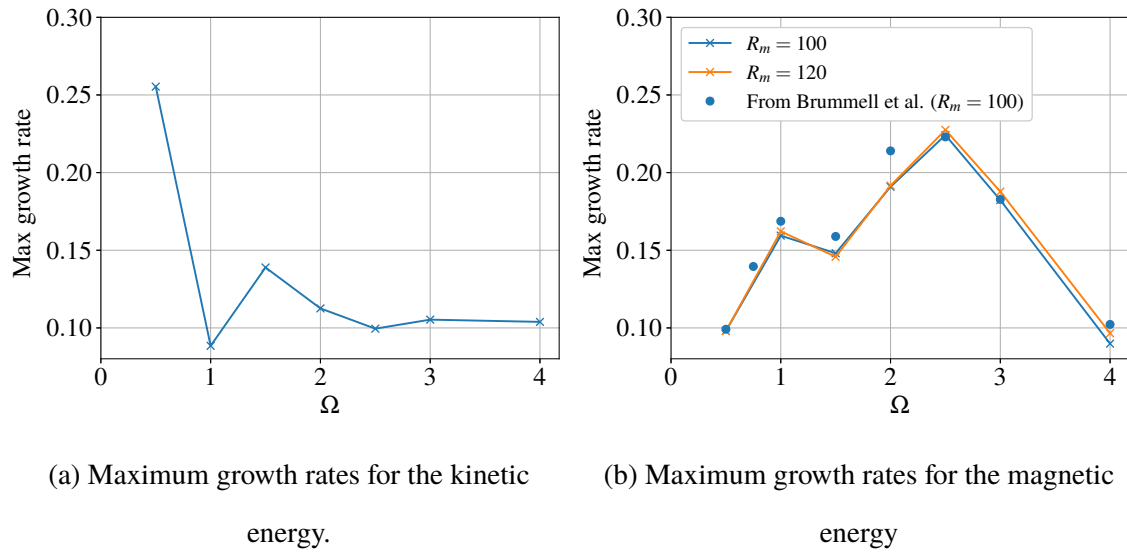 0.30
0.25
0.20
0.15
0.10
Max growth rate
0 1 2 3 4
Ω
0.30
0.25
0.20
0.15
0.10
Max growth rate
R_m = 100
R_m = 120
From Brummell et al. (R_m = 100)
0 1 2 3 4
Ω
(a) Maximum growth rates for the kinetic
energy.
(b) Maximum growth rates for the magnetic
energy